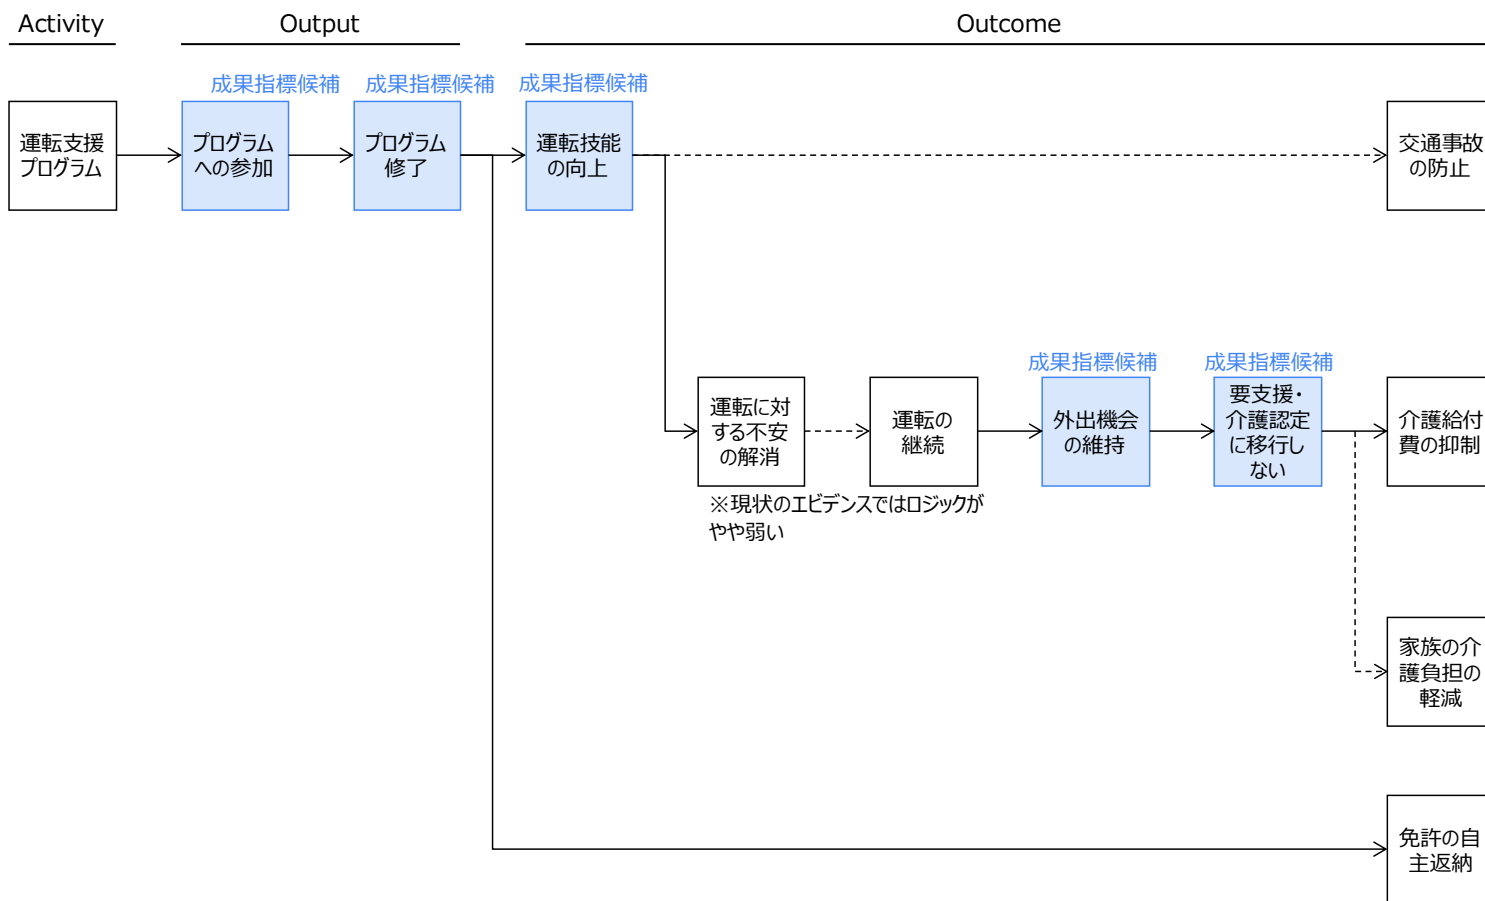 Activity
Output
Outcome
成果指標候補
成果指標候補
成果指標候補
運転支援
プログラム
プログラム
への参加
プログラム
修了
運転技能
の向上
交通事故
の防止
成果指標候補
成果指標候補
運転に対
する不安
の解消
運転の
継続
外出機会
の維持
要支援・
介護認定
に移行し
ない
介護給付
費の抑制
※現状のエビデンスではロジックが
やや弱い
家族の介
護負担の
軽減
免許の自
主返納